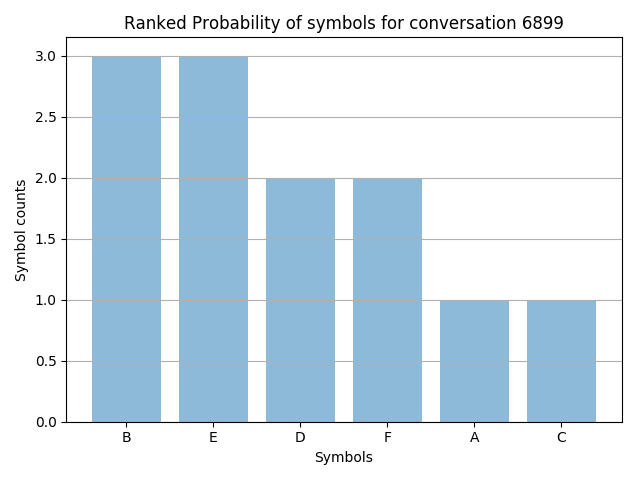 Ranked Probability of symbols for conversation 6899
3.0
2.5
2.0
1.5
1.0
0.5
0.0
Symbol counts
B E D F A C
Symbols